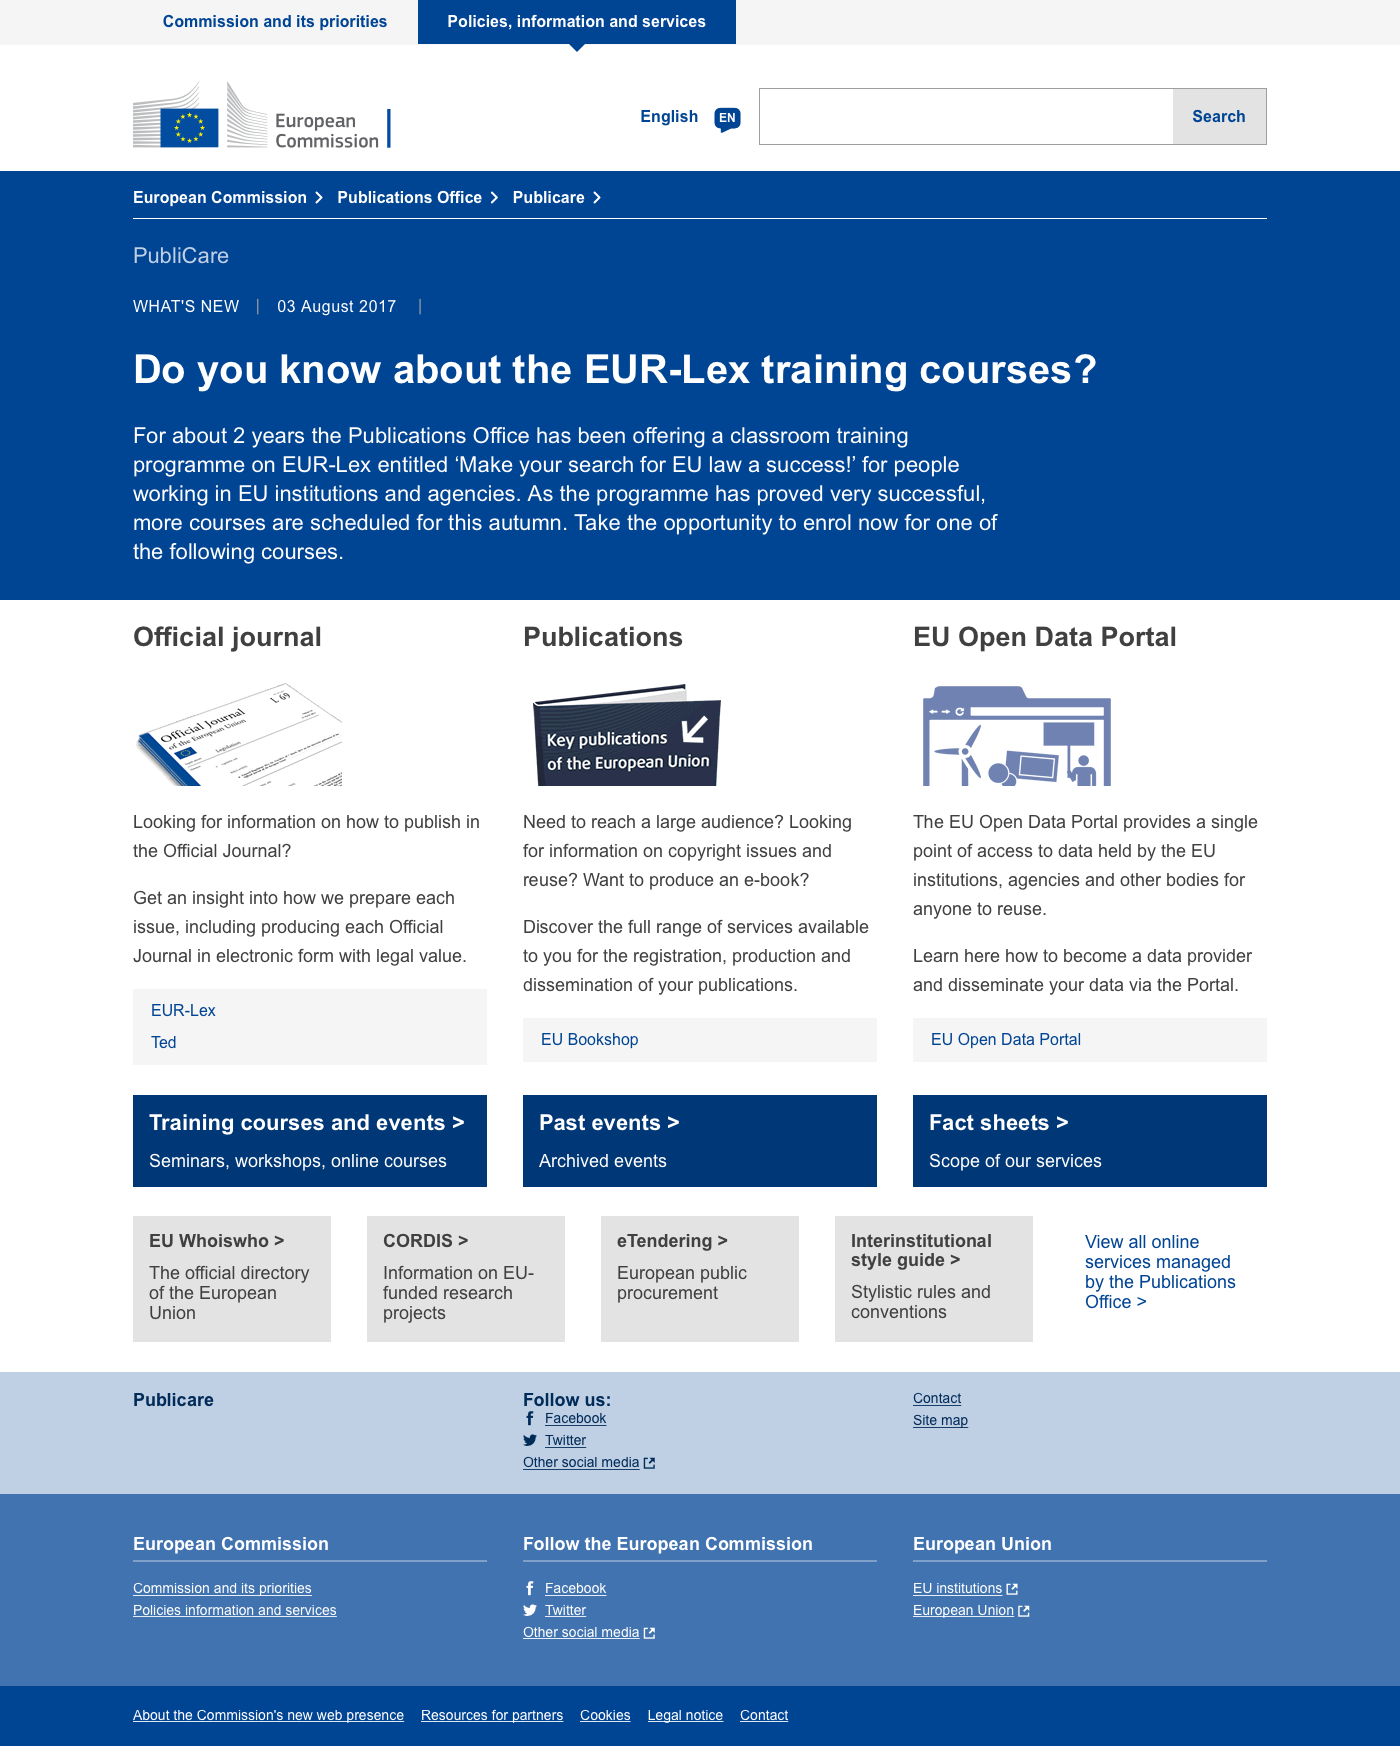 Commission and its priorities
Policies, information and services
European
Commission
English
EN
Search
European Commission
Publications Office
Publicare
PubliCare
WHAT'S NEW | 03 August 2017 |
Do you know about the EUR-Lex training courses?
For about 2 years the Publications Office has been offering a classroom training
programme on EUR-Lex entitled ‘Make your search for EU law a success!’ for people
working in EU institutions and agencies. As the programme has proved very successful,
more courses are scheduled for this autumn. Take the opportunity to enrol now for one of
the following courses.
Official journal
Official Journal
of the European Union
L 69
legislation
Looking for information on how to publish in
the Official Journal?
Get an insight into how we prepare each
issue, including producing each Official
Journal in electronic form with legal value.
EUR-Lex
Ted
Publications
Key publications
of the European Union
Need to reach a large audience? Looking
for information on copyright issues and
reuse? Want to produce an e-book?
Discover the full range of services available
to you for the registration, production and
dissemination of your publications.
EU Bookshop
EU Open Data Portal
The EU Open Data Portal provides a single
point of access to data held by the EU
institutions, agencies and other bodies for
anyone to reuse.
Learn here how to become a data provider
and disseminate your data via the Portal.
EU Open Data Portal
Training courses and events >
Seminars, workshops, online courses
Past events >
Archived events
Fact sheets >
Scope of our services
EU Whoiswho >
The official directory
of the European
Union
CORDIS >
Information on EU-
funded research
projects
eTendering >
European public
procurement
Interinstitutional
style guide >
Stylistic rules and
conventions
View all online
services managed
by the Publications
Office >
Publicare
Follow us:
Facebook
Twitter
Other social media
Contact
Site map
European Commission
Commission and its priorities
Policies information and services
Follow the European Commission
Facebook
Twitter
Other social media
European Union
EU institutions
European Union
About the Commission's new web presence
Resources for partners
Cookies
Legal notice
Contact